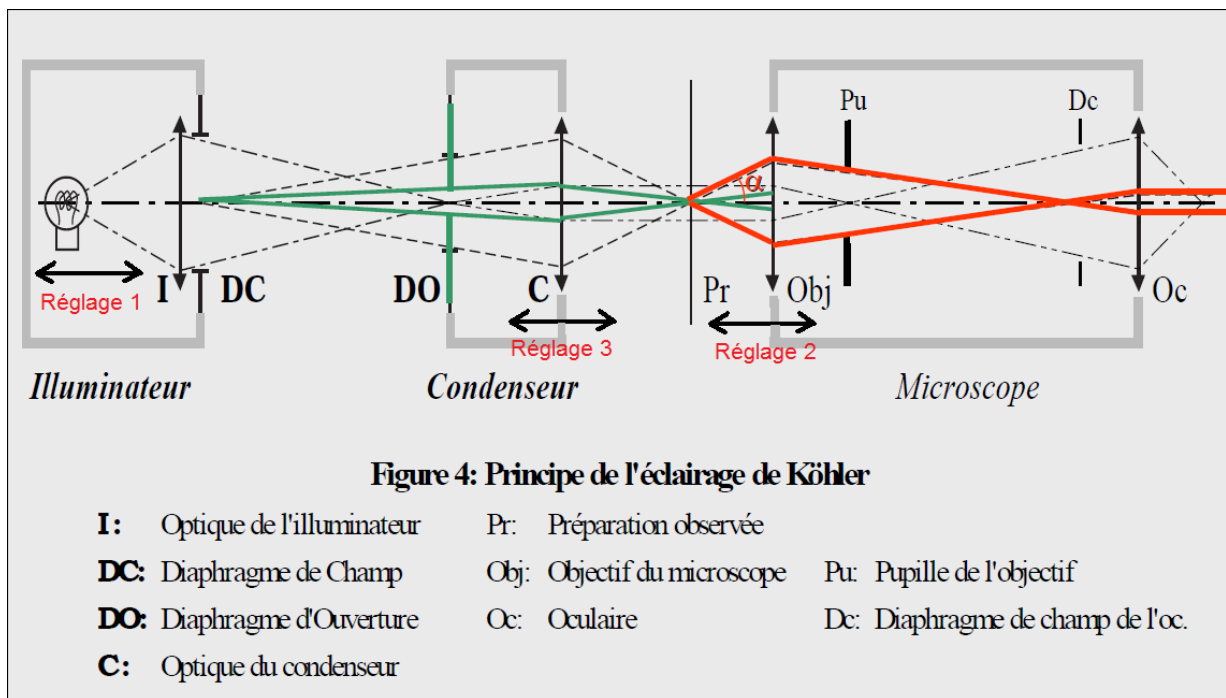 Pu
Dc
α
I
DC
DO
C
Pr
Obj
Oc
Réglage 1
Réglage 3
Réglage 2
Illuminateur
Condenseur
Microscope
Figure 4: Principe de l'éclairage de Köhler
I: Optique de l'illuminateur Pr: Préparation observée
DC: Diaphragme de Champ Obj: Objectif du microscope Pu: Pupille de l'objectif
DO: Diaphragme d'Ouverture Oc: Oculaire Dc: Diaphragme de champ de l'oc.
C: Optique du condenseur